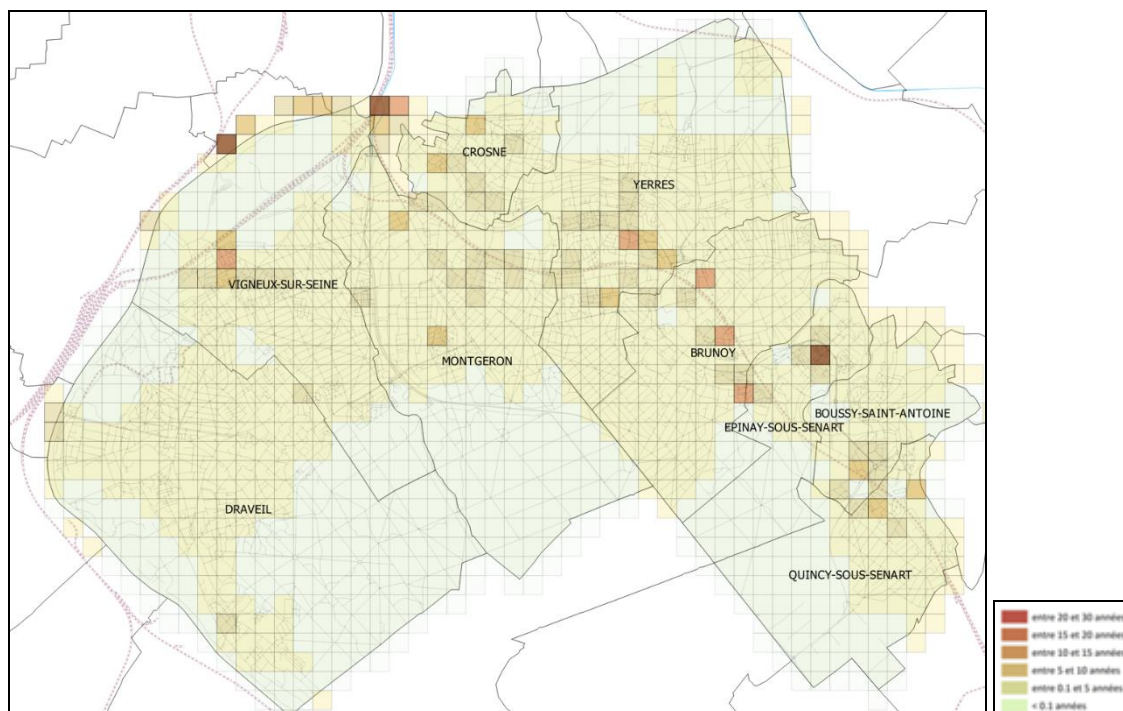 CROSNE
YERRES
VIGNEUX-SUR-SEINE
BRUNOY
MONTGERON
BOUSSY-SAINT-ANTOINE
EPINAY-SOUS-SENART
DRAVEIL
QUINCY-SOUS-SENART
entre 20 et 30 années
entre 15 et 20 années
entre 10 et 15 années
entre 5 et 10 années
entre 0.1 et 5 années
< 0.1 années